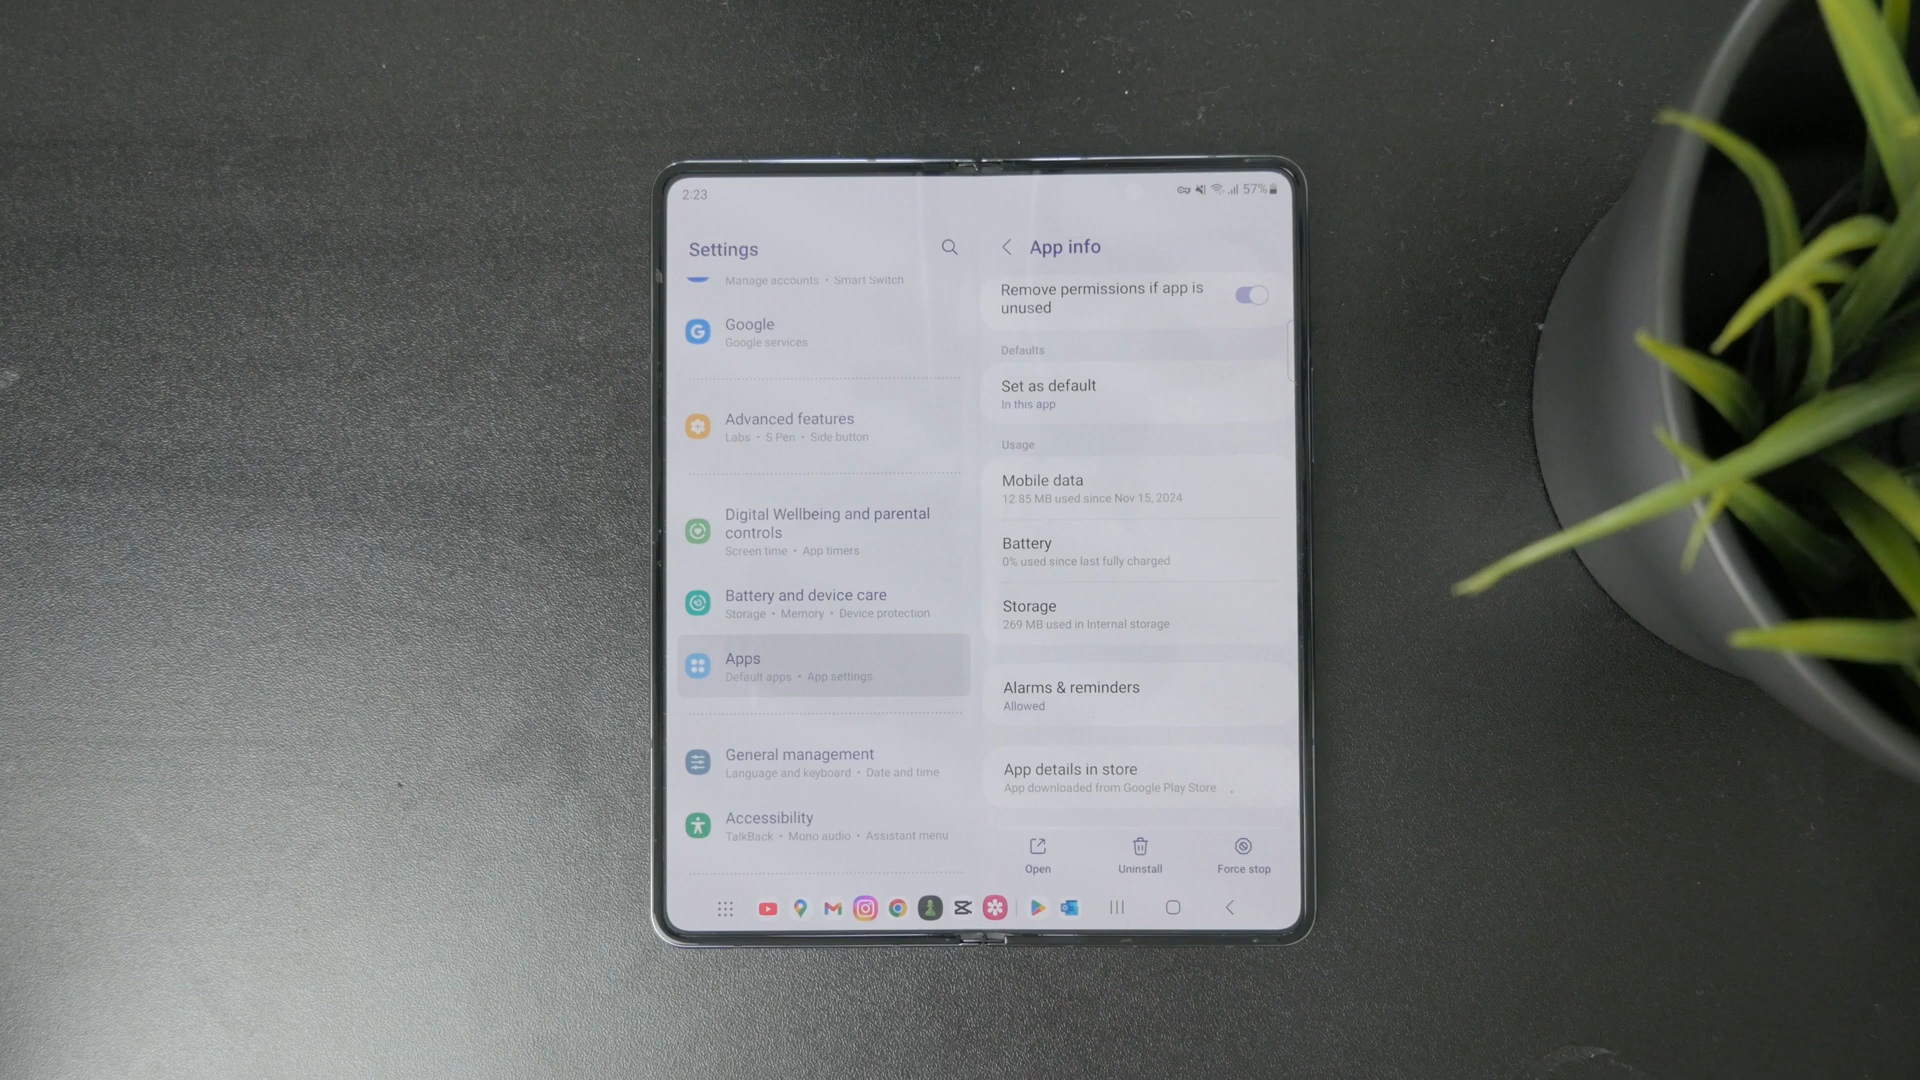 2:23
57%
Settings
Manage accounts • Smart Switch
Google
Google services
Advanced features
Labs • S Pen • Side button
Digital Wellbeing and parental
controls
Screen time • App timers
Battery and device care
Storage • Memory • Device protection
Apps
Default apps • App settings
General management
Language and keyboard • Date and time
Accessibility
TalkBack • Mono audio • Assistant menu
App info
Remove permissions if app is
unused
Defaults
Set as default
In this app
Usage
Mobile data
12.85 MB used since Nov 15, 2024
Battery
0% used since last fully charged
Storage
269 MB used in Internal storage
Alarms & reminders
Allowed
App details in store
App downloaded from Google Play Store
Open
Uninstall
Force stop